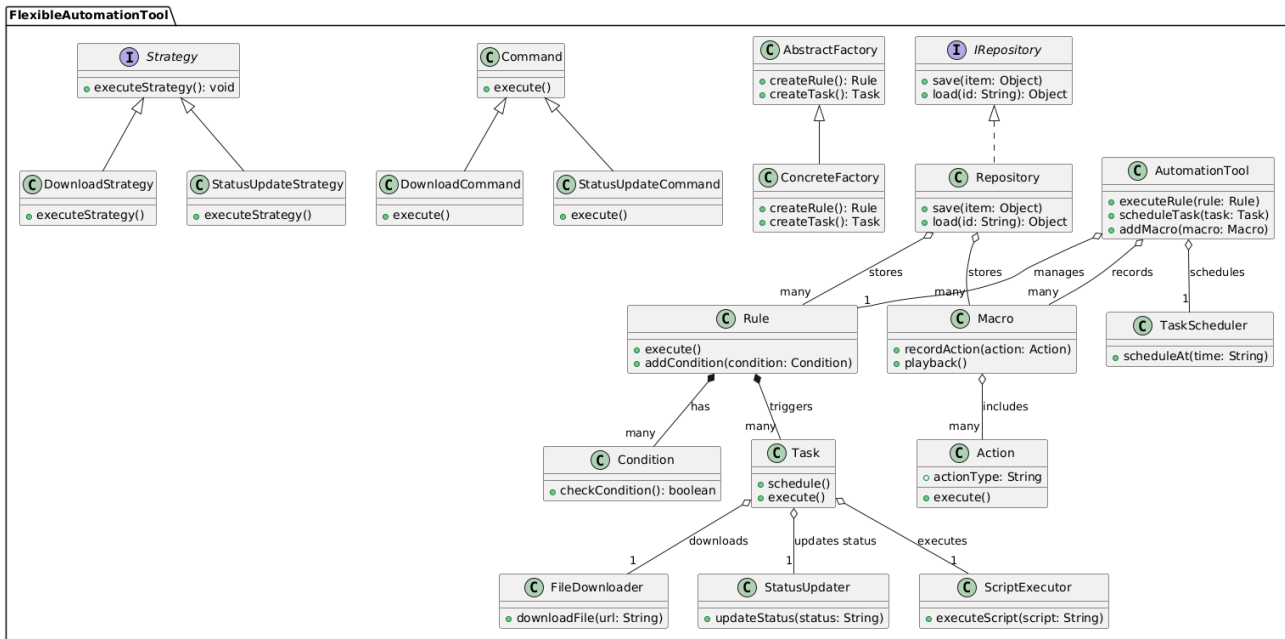 FlexibleAutomationTool
I Strategy
executeStrategy(): void
C Command
execute()
C AbstractFactory
createRule(): Rule
createTask(): Task
I IRepository
save(item: Object)
load(id: String): Object
C DownloadStrategy
executeStrategy()
C StatusUpdateStrategy
executeStrategy()
C DownloadCommand
execute()
C StatusUpdateCommand
execute()
C ConcreteFactory
createRule(): Rule
createTask(): Task
C Repository
save(item: Object)
load(id: String): Object
C AutomationTool
executeRule(rule: Rule)
scheduleTask(task: Task)
addMacro(macro: Macro)
stores
stores
manages
records
schedules
many
1
many
many
1
C Rule
execute()
addCondition(condition: Condition)
C Macro
recordAction(action: Action)
playback()
C TaskScheduler
scheduleAt(time: String)
has
triggers
includes
many
many
many
C Condition
checkCondition(): boolean
C Task
schedule()
execute()
C Action
actionType: String
execute()
downloads
updates status
executes
1
1
1
C FileDownloader
downloadFile(url: String)
C StatusUpdater
updateStatus(status: String)
C ScriptExecutor
executeScript(script: String)